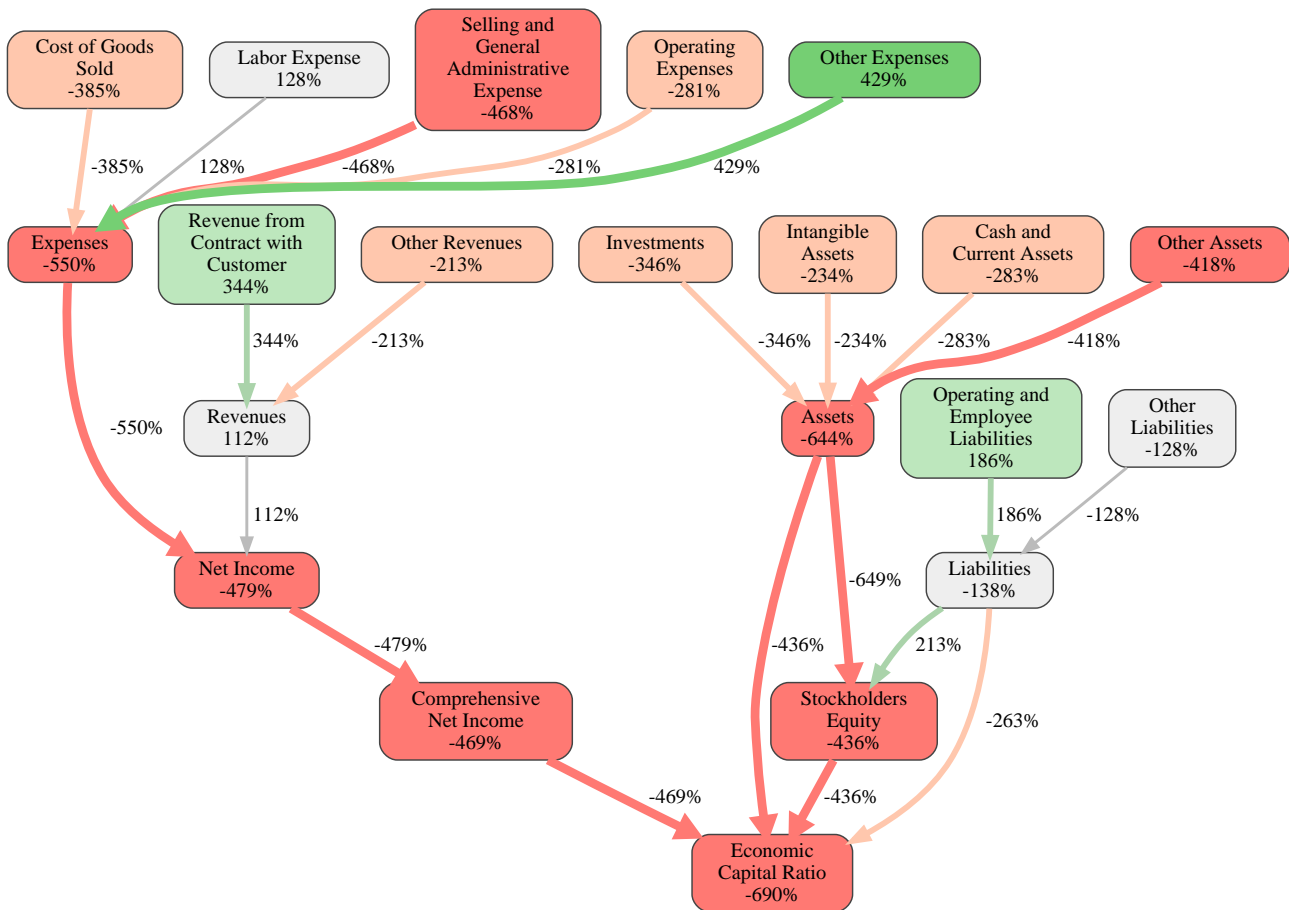 Cost of Goods
Sold
-385%
Labor Expense
128%
Selling and
General
Administrative
Expense
-468%
Operating
Expenses
-281%
Other Expenses
429%
-385%
128%
-468%
-281%
429%
Expenses
-550%
Revenue from
Contract with
Customer
344%
Other Revenues
-213%
Investments
-346%
Intangible
Assets
-234%
Cash and
Current Assets
-283%
Other Assets
-418%
344%
-213%
-346%
-234%
-283%
-418%
-550%
Revenues
112%
Assets
-644%
Operating and
Employee
Liabilities
186%
Other
Liabilities
-128%
112%
186%
-128%
Net Income
-479%
-649%
Liabilities
-138%
-479%
-436%
213%
Comprehensive
Net Income
-469%
Stockholders
Equity
-436%
-263%
-469%
-436%
Economic
Capital Ratio
-690%